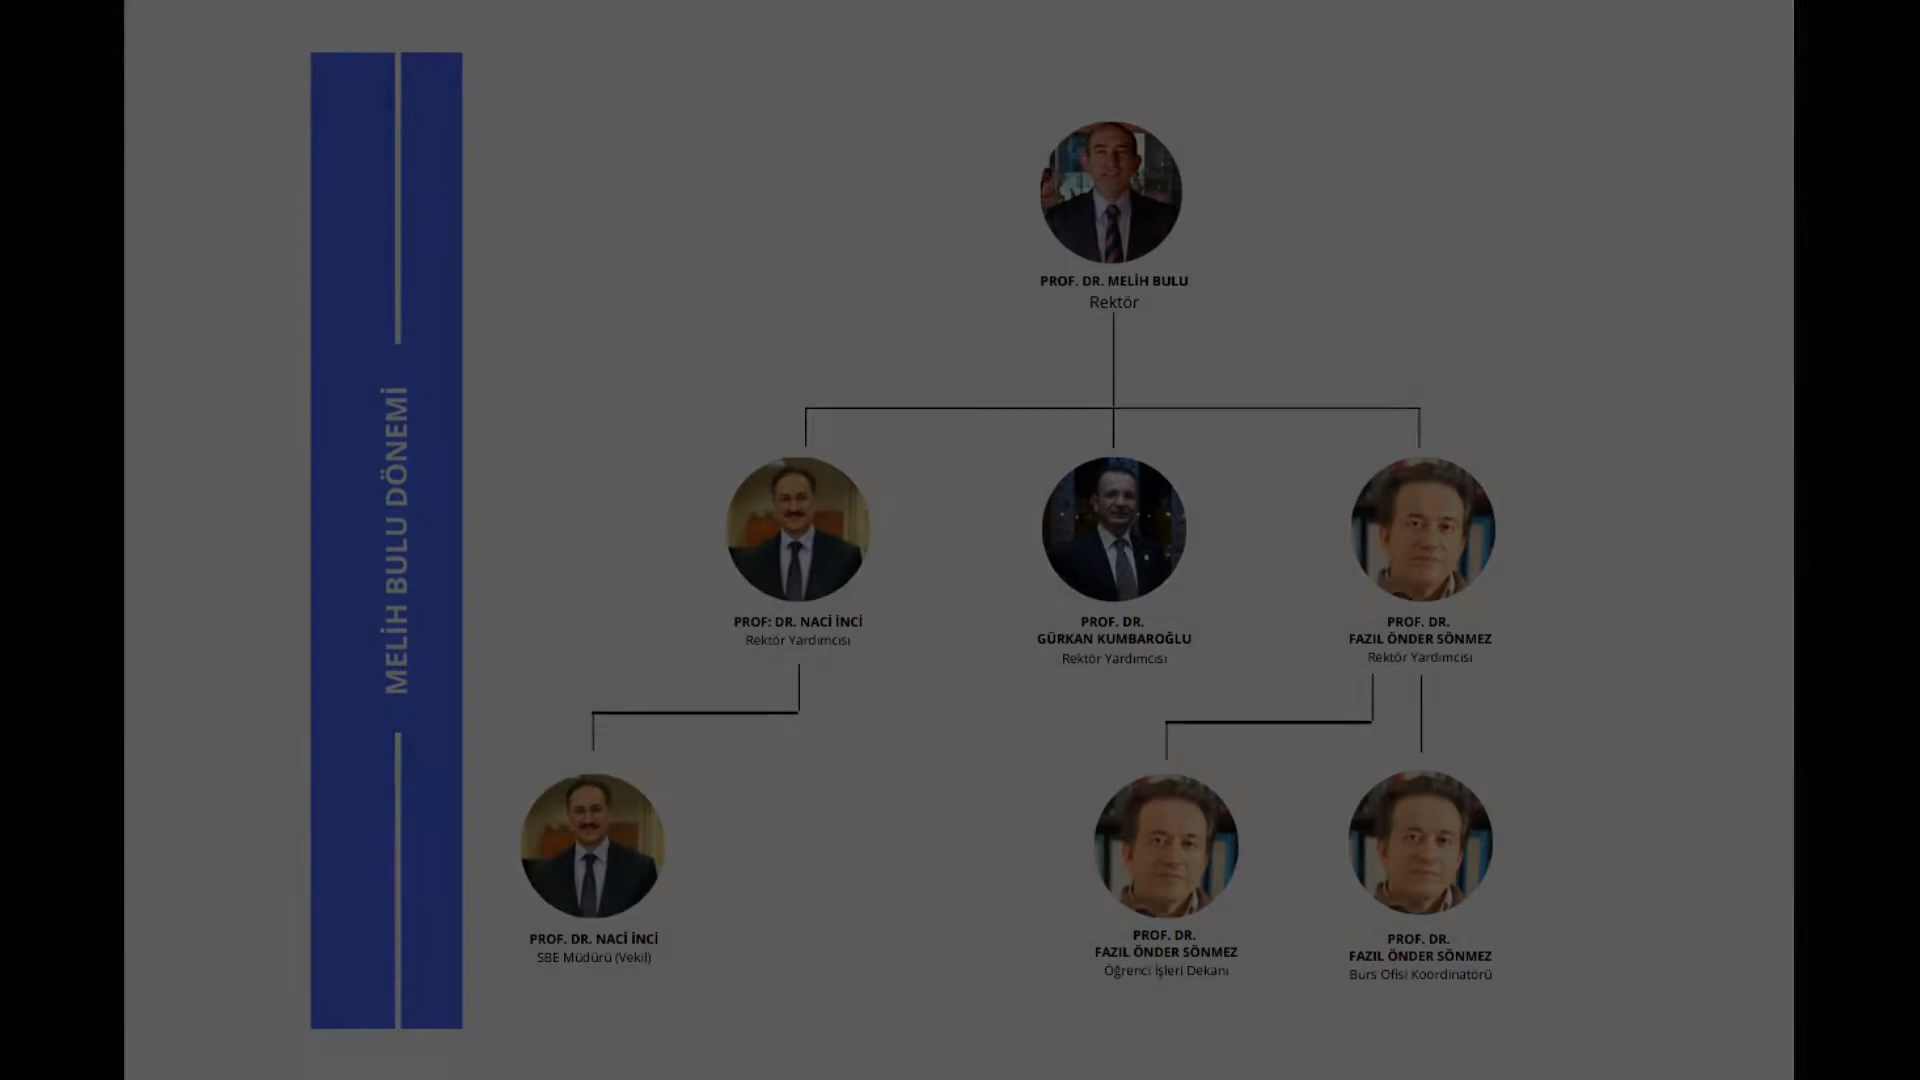 MELİH BULU DÖNEMİ
PROF. DR. MELİH BULU
Rektör
PROF: DR. NACİ İNCİ
Rektör Yardımcısı
PROF. DR.
GÜRKAN KUMBAROĞLU
Rektör Yardımcısı
PROF. DR.
FAZIL ÖNDER SÖNMEZ
Rektör Yardımcısı
PROF. DR. NACİ İNCİ
SBE Müdürü (Vekil)
PROF. DR.
FAZIL ÖNDER SÖNMEZ
Öğrenci İşleri Dekanı
PROF. DR.
FAZIL ÖNDER SÖNMEZ
Burs Ofisi Koordinatörü